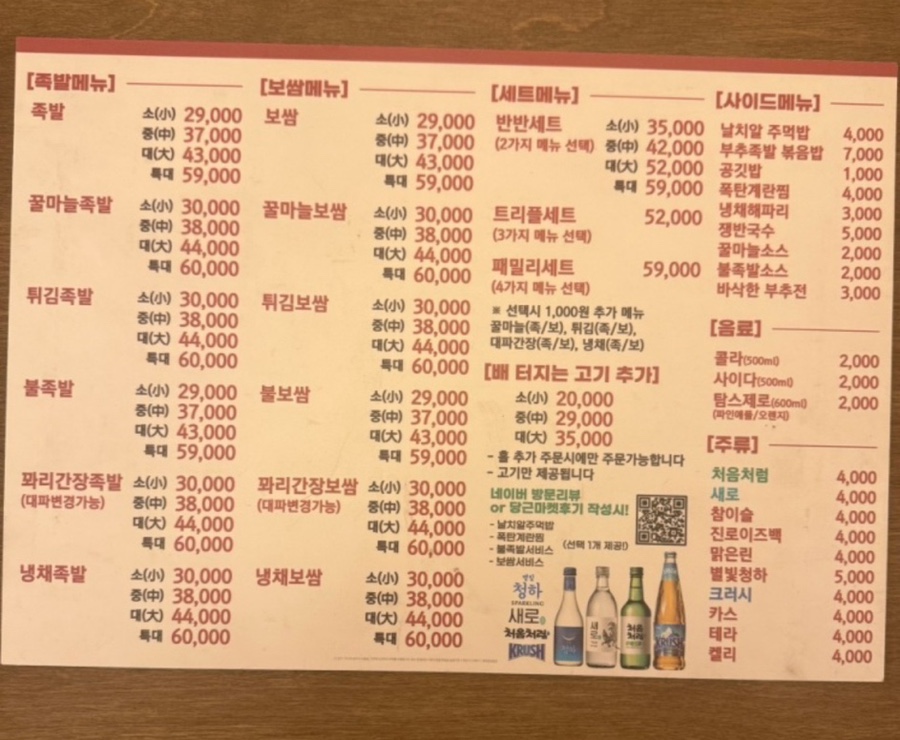 [족발메뉴]
족발 소(小) 29,000
중(中) 37,000
대(大) 43,000
특대 59,000
꿀마늘족발 소(小) 30,000
중(中) 38,000
대(大) 44,000
특대 60,000
튀김족발 소(小) 30,000
중(中) 38,000
대(大) 44,000
특대 60,000
불족발 소(小) 29,000
중(中) 37,000
대(大) 43,000
특대 59,000
꽈리간장족발 소(小) 30,000
(대파변경가능) 중(中) 38,000
대(大) 44,000
특대 60,000
냉채족발 소(小) 30,000
중(中) 38,000
대(大) 44,000
특대 60,000
[보쌈메뉴]
보쌈 소(小) 29,000
중(中) 37,000
대(大) 43,000
특대 59,000
꿀마늘보쌈 소(小) 30,000
중(中) 38,000
대(大) 44,000
특대 60,000
튀김보쌈 소(小) 30,000
중(中) 38,000
대(大) 44,000
특대 60,000
불보쌈 소(小) 29,000
중(中) 37,000
대(大) 43,000
특대 59,000
꽈리간장보쌈 소(小) 30,000
(대파변경가능) 중(中) 38,000
대(大) 44,000
특대 60,000
냉채보쌈 소(小) 30,000
중(中) 38,000
대(大) 44,000
특대 60,000
[세트메뉴]
반반세트 소(小) 35,000
(2가지 메뉴 선택) 중(中) 42,000
대(大) 52,000
특대 59,000
트리플세트 52,000
(3가지 메뉴 선택)
패밀리세트 59,000
(4가지 메뉴 선택)
※ 선택시 1,000원 추가 메뉴
꿀마늘(족/보), 튀김(족/보),
대파간장(족/보), 냉채(족/보)
[배 터지는 고기 추가]
소(小) 20,000
중(中) 29,000
대(大) 35,000
- 홀 추가 주문시에만 주문가능합니다
- 고기만 제공됩니다
네이버 방문리뷰
or 당근마켓후기 작성시!
- 날치알주먹밥
- 폭탄계란찜
- 불족발서비스 (선택 1개 제공!)
- 보쌈서비스
별빛
청하
SPARKLING
새로
처음처럼
KRUSH
새로
처음처럼
KRUSH
[사이드메뉴]
날치알 주먹밥 4,000
부추족발 볶음밥 7,000
공깃밥 1,000
폭탄계란찜 4,000
냉채해파리 3,000
쟁반국수 5,000
꿀마늘소스 2,000
불족발소스 2,000
바삭한 부추전 3,000
[음료]
콜라(500ml) 2,000
사이다(500ml) 2,000
탐스제로(600ml) 2,000
(파인애플/오렌지)
[주류]
처음처럼 4,000
새로 4,000
참이슬 4,000
진로이즈백 4,000
맑은린 4,000
별빛청하 5,000
크러시 4,000
카스 4,000
테라 4,000
켈리 4,000